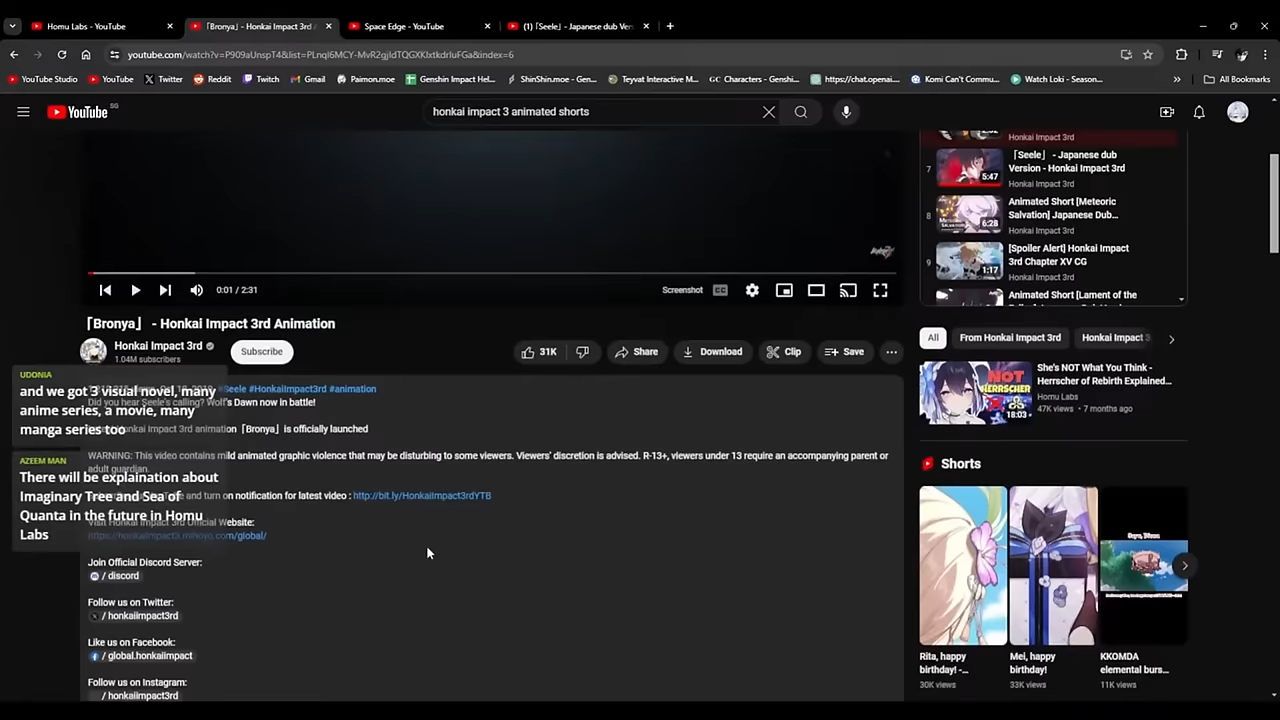 Homu Labs - YouTube
「Bronya」 - Honkai Impact 3rd A
Space Edge - YouTube
(1)「Seele」 - Japanese dub Ver
youtube.com/watch?v=P909aUnspT4&list=PLnqI6MCY-MvR2gjIdTQGXKIxtkdrIuFGa&index=6
YouTube Studio
YouTube
Twitter
Reddit
Twitch
Gmail
Paimon.moe
Genshin Impact Hel...
ShinShin.moe - Gen...
Teyvat Interactive M...
GC Characters - Genshi...
https://chat.openai....
Komi Can't Commu...
Watch Loki - Season...
All Bookmarks
YouTube SG
honkai impact 3 animated shorts
0:01 / 2:31
Screenshot
CC
「Bronya」 - Honkai Impact 3rd Animation
Honkai Impact 3rd
1.04M subscribers
Subscribe
31K
Share
Download
Clip
Save
UDONIA
and we got 3 visual novel, many
anime series, a movie, many
manga series too
AZEEM MAN
There will be explaination about
Imaginary Tree and Sea of
Quanta in the future in Homu
Labs
#Seele #HonkaiImpact3rd #animation
Did you hear Seele's calling? Wolf's Dawn now in battle!
Honkai Impact 3rd animation「Bronya」is officially launched
WARNING: This video contains mild animated graphic violence that may be disturbing to some viewers. Viewers' discretion is advised. R-13+, viewers under 13 require an accompanying parent or
adult guardian.
and turn on notification for latest video : http://bit.ly/HonkaiImpact3rdYTB
Visit Honkai Impact 3rd Official Website:
https://honkaiimpact3.mihoyo.com/global/
Join Official Discord Server:
/ discord
Follow us on Twitter:
/ honkaiimpact3rd
Like us on Facebook:
/ global.honkaiimpact
Follow us on Instagram:
/ honkaiimpact3rd
Honkai Impact 3rd
7
「Seele」 - Japanese dub
Version - Honkai Impact 3rd
Honkai Impact 3rd
5:47
8
Animated Short [Meteoric
Salvation] Japanese Dub...
Honkai Impact 3rd
6:28
9
[Spoiler Alert] Honkai Impact
3rd Chapter XV CG
Honkai Impact 3rd
1:17
Animated Short [Lament of the
All
From Honkai Impact 3rd
Honkai Impact 3
NOT
HERRSCHER
18:03
She's NOT What You Think -
Herrscher of Rebirth Explained...
Homu Labs
47K views • 7 months ago
Shorts
Rita, happy
birthday! -...
30K views
Mei, happy
birthday!
33K views
KKOMDA
elemental burs...
11K views